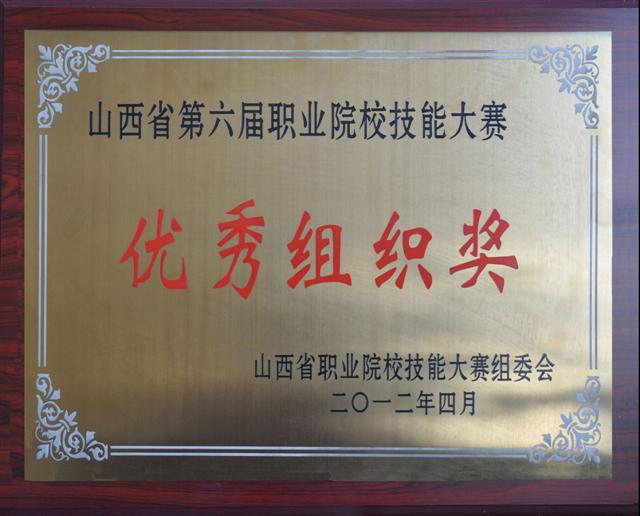 山西省第六届职业院校技能大赛
优秀组织奖
山西省职业院校技能大赛组委会
二〇一二年四月